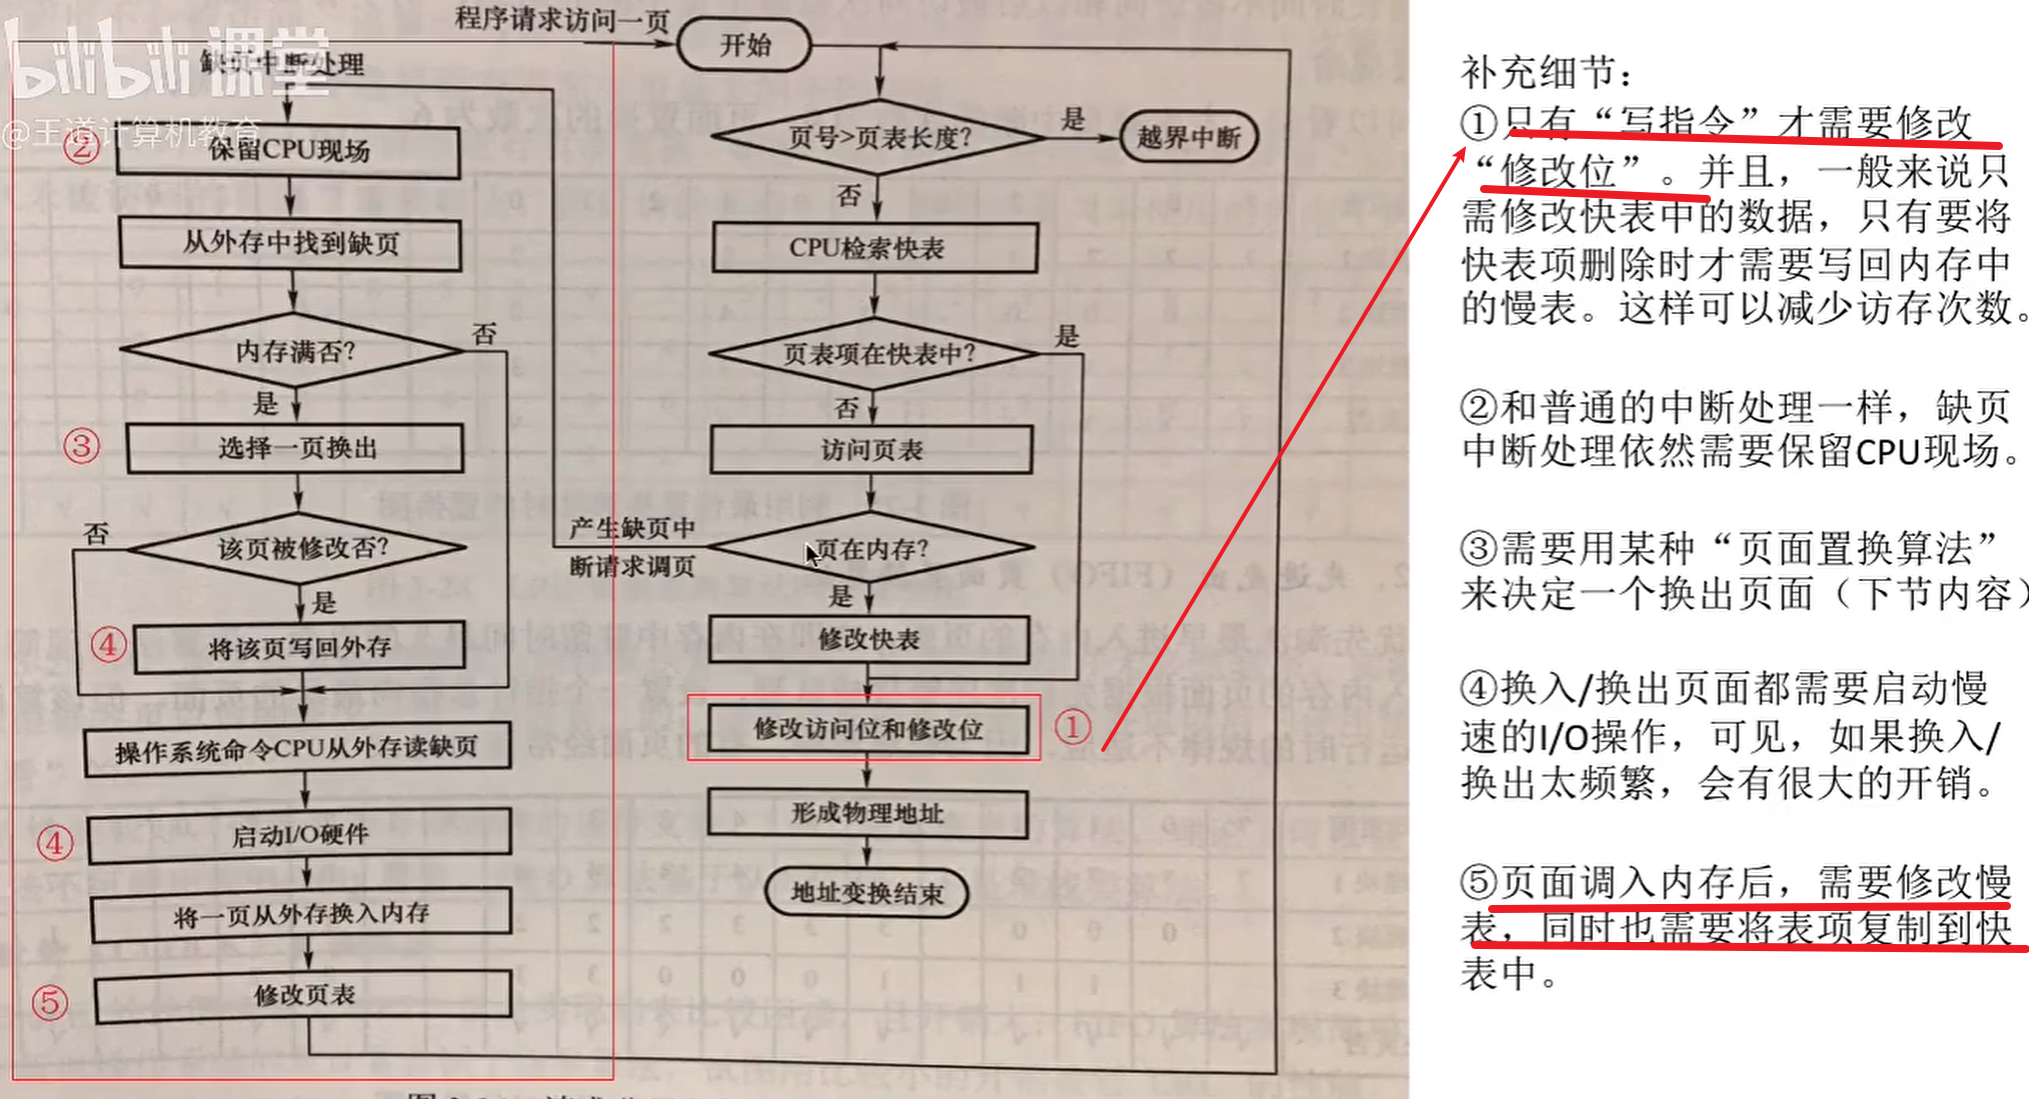 程序请求访问一页
开始
bilibili课堂
缺页中断处理
@王道计算机教育
②
保留CPU现场
从外存中找到缺页
内存满否?
否
是
③
选择一页换出
否
该页被修改否?
是
④
将该页写回外存
操作系统命令CPU从外存读缺页
④
启动I/O硬件
将一页从外存换入内存
⑤
修改页表
页号>页表长度?
是
越界中断
否
CPU检索快表
页表项在快表中?
是
否
访问页表
产生缺页中
断请求调页
页在内存?
是
修改快表
修改访问位和修改位
①
形成物理地址
地址变换结束
补充细节:
①只有“写指令”才需要修改
“修改位”。并且，一般来说只
需修改快表中的数据，只有要将
快表项删除时才需要写回内存中
的慢表。这样可以减少访存次数。
②和普通的中断处理一样，缺页
中断处理依然需要保留CPU现场。
③需要用某种“页面置换算法”
来决定一个换出页面（下节内容）
④换入/换出页面都需要启动慢
速的I/O操作，可见，如果换入/
换出太频繁，会有很大的开销。
⑤页面调入内存后，需要修改慢
表，同时也需要将表项复制到快
表中。